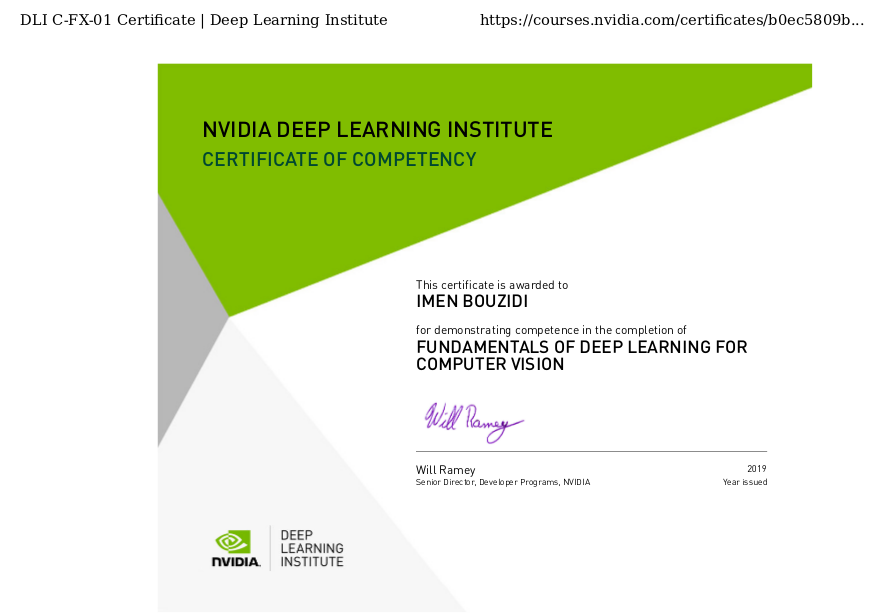 DLI C-FX-01 Certificate | Deep Learning Institute
https://courses.nvidia.com/certificates/b0ec5809b...
NVIDIA DEEP LEARNING INSTITUTE
CERTIFICATE OF COMPETENCY
This certificate is awarded to
IMEN BOUZIDI
for demonstrating competence in the completion of
FUNDAMENTALS OF DEEP LEARNING FOR
COMPUTER VISION
Will Ramey
Will Ramey
2019
Senior Director, Developer Programs, NVIDIA
Year issued
NVIDIA.
DEEP
LEARNING
INSTITUTE